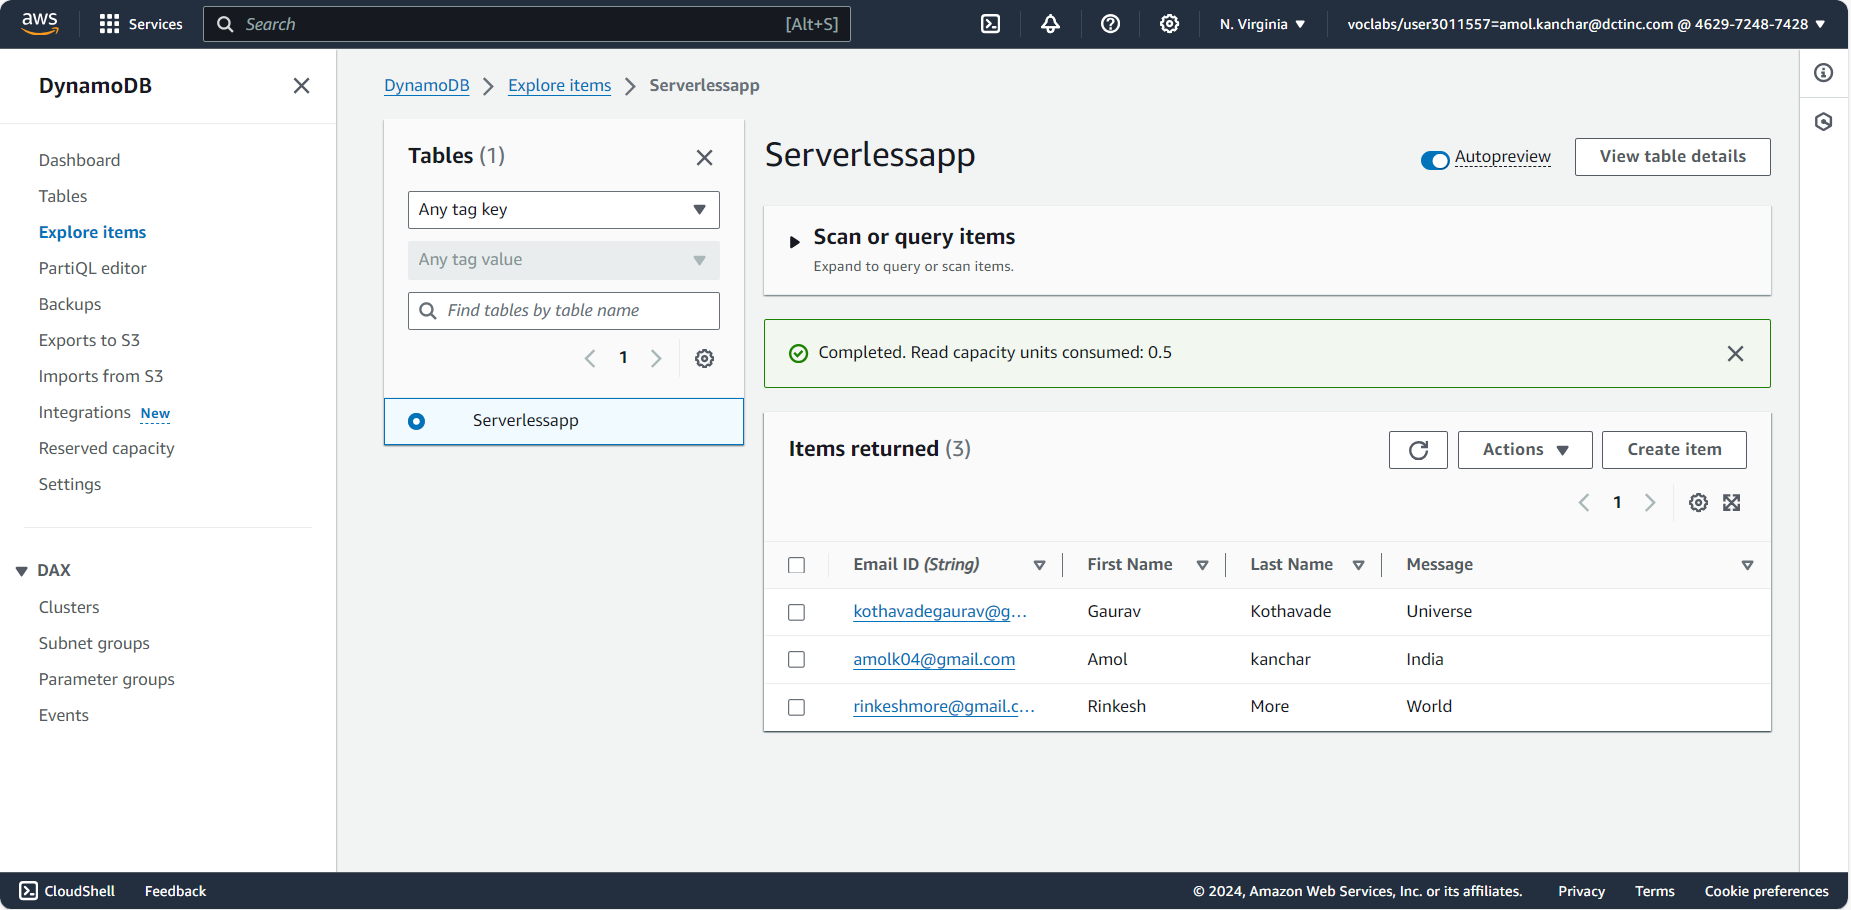 aws
Services
Search
[Alt+S]
N. Virginia
voclabs/user3011557=amol.kanchar@dctinc.com @ 4629-7248-7428
DynamoDB
Dashboard
Tables
Explore items
PartiQL editor
Backups
Exports to S3
Imports from S3
Integrations New
Reserved capacity
Settings
DAX
Clusters
Subnet groups
Parameter groups
Events
DynamoDB
Explore items
Serverlessapp
Tables (1)
Any tag key
Any tag value
Find tables by table name
1
Serverlessapp
Serverlessapp
Autopreview
View table details
Scan or query items
Expand to query or scan items.
Completed. Read capacity units consumed: 0.5
Items returned (3)
Actions
Create item
1
Email ID (String) First Name Last Name Message
kothavadegaurav@g... Gaurav Kothavade Universe
amolk04@gmail.com Amol kanchar India
rinkeshmore@gmail.c... Rinkesh More World
CloudShell
Feedback
© 2024, Amazon Web Services, Inc. or its affiliates.
Privacy
Terms
Cookie preferences